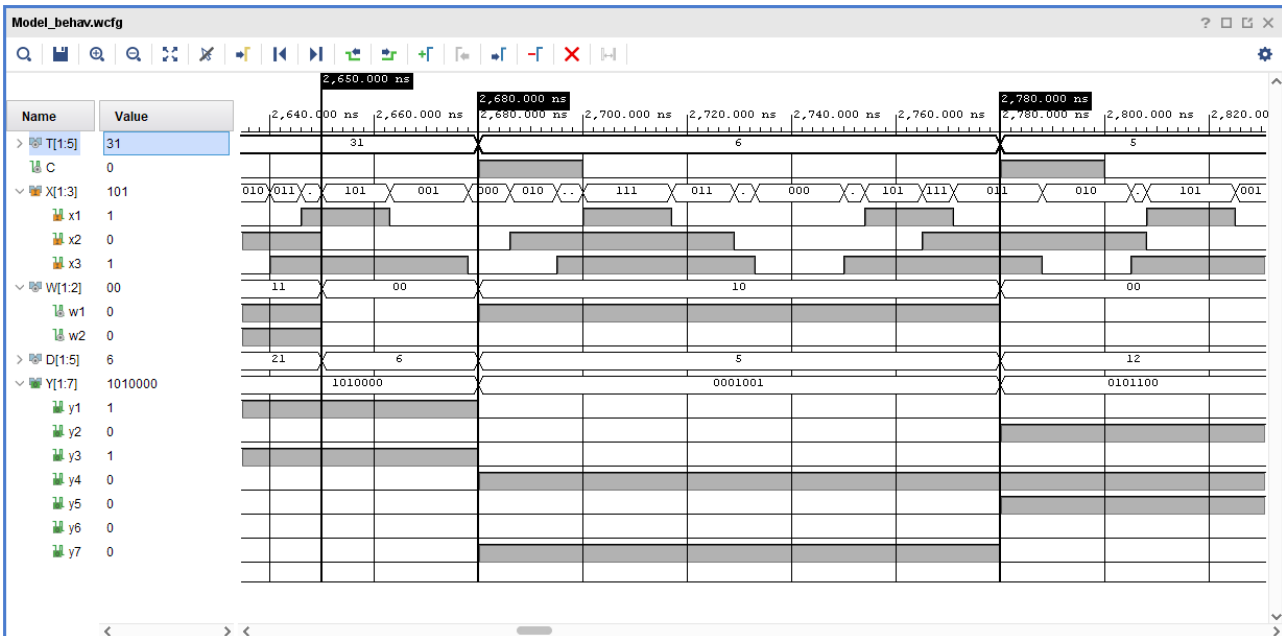 Model_behav.wcfg
2,650.000 ns
2,680.000 ns 2,780.000 ns
Name Value 2,640.000 ns 2,660.000 ns 2,680.000 ns 2,700.000 ns 2,720.000 ns 2,740.000 ns 2,760.000 ns 2,780.000 ns 2,800.000 ns 2,820.00
T[1:5] 31 31 6 5
C 0
X[1:3] 101 010 011 . . 101 001 000 010 .. 111 011 . . 000 . . 101 111 011 010 . 101 001
x1 1
x2 0
x3 1
W[1:2] 00 11 00 10 00
w1 0
w2 0
D[1:5] 6 21 6 5 12
Y[1:7] 1010000 1010000 0001001 0101100
y1 1
y2 0
y3 1
y4 0
y5 0
y6 0
y7 0